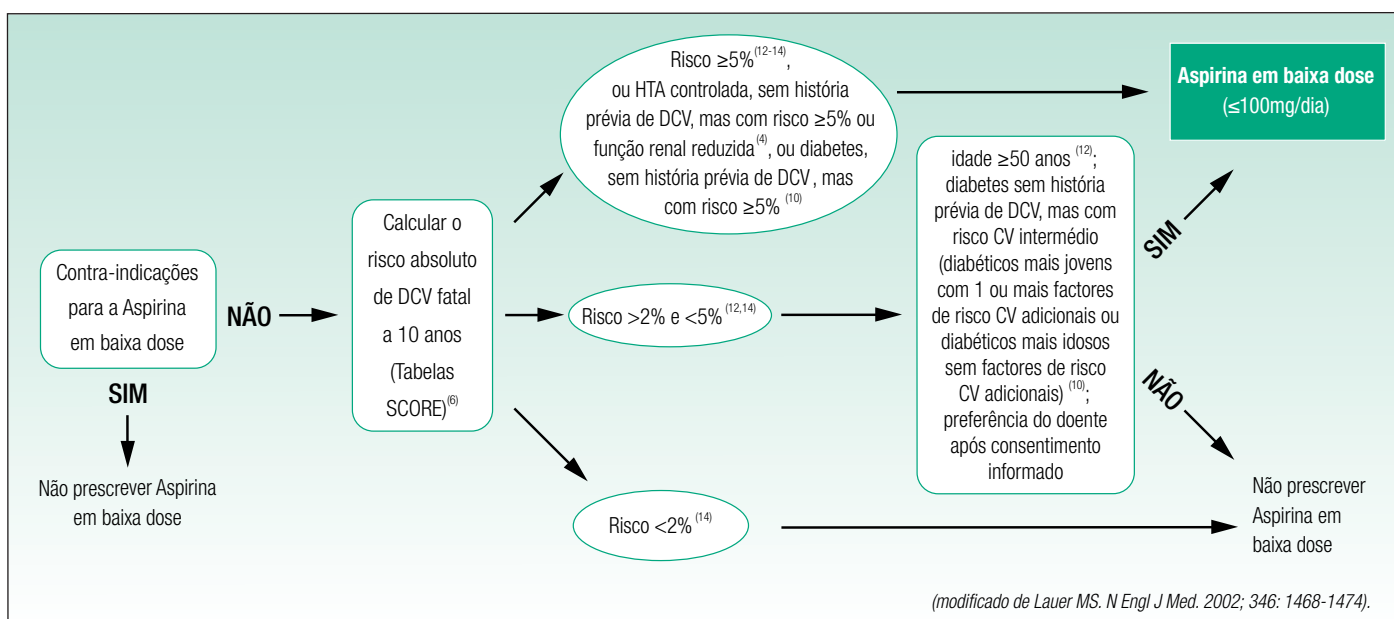 Contra-indicações
para a Aspirina
em baixa dose
SIM
Não prescrever Aspirina
em baixa dose
NÃO
Calcular o
risco absoluto
de DCV fatal
a 10 anos
(Tabelas
SCORE)(6)
Risco ≥5%(12-14),
ou HTA controlada, sem história
prévia de DCV, mas com risco ≥5% ou
função renal reduzida(4), ou diabetes,
sem história prévia de DCV, mas
com risco ≥5% (10)
Risco >2% e <5% (12,14)
Risco <2% (14)
idade ≥50 anos (12);
diabetes sem história
prévia de DCV, mas com
risco CV intermédio
(diabéticos mais jovens
com 1 ou mais factores
de risco CV adicionais ou
diabéticos mais idosos
sem factores de risco
CV adicionais) (10);
preferência do doente
após consentimento
informado
SIM
Aspirina em baixa dose
(≤100mg/dia)
NÃO
Não prescrever
Aspirina em
baixa dose
(modificado de Lauer MS. N Engl J Med. 2002; 346: 1468-1474).